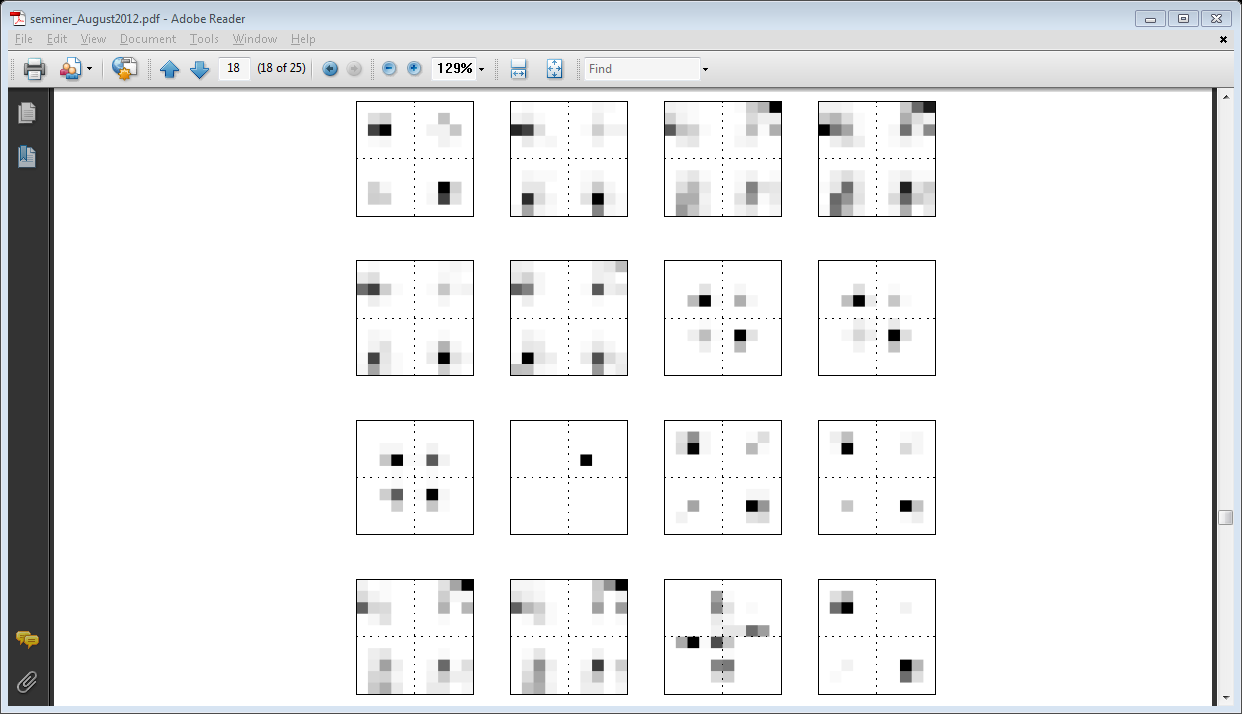 seminer_August2012.pdf - Adobe Reader
File Edit View Document Tools Window Help
18 (18 of 25) 129% Find